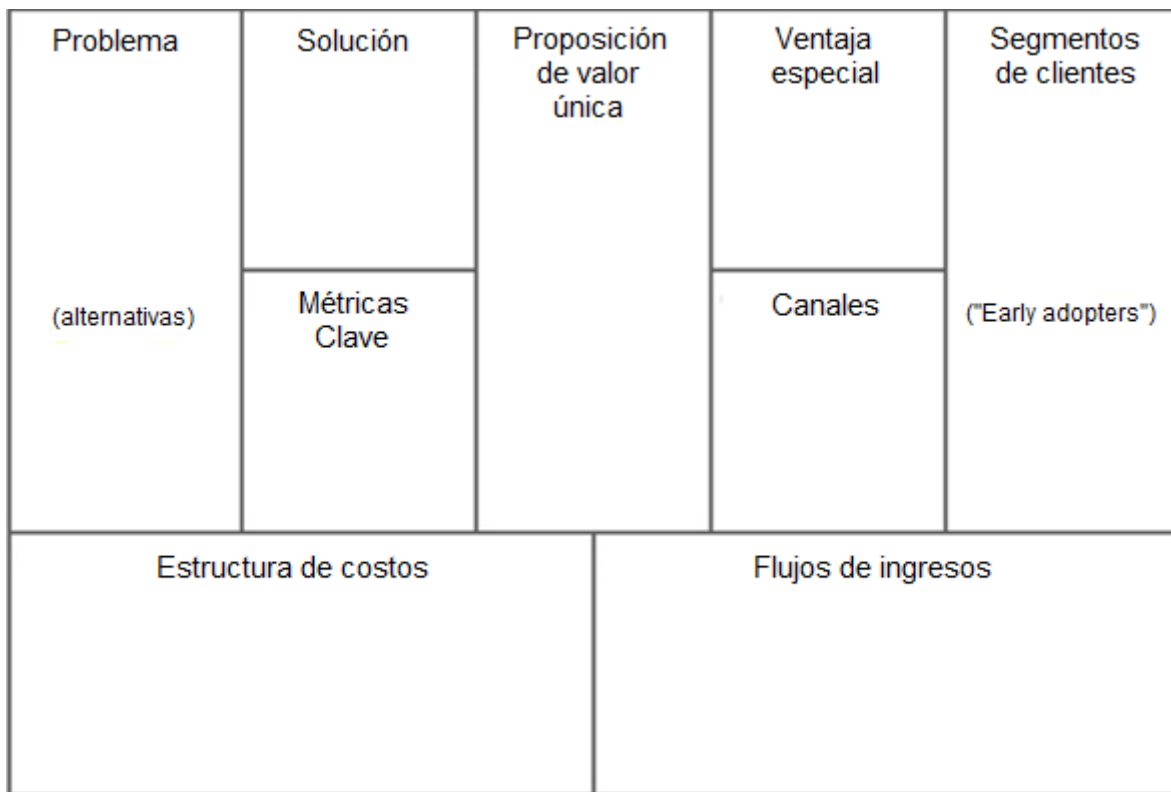 Problema
(alternativas)
Solución
Métricas
Clave
Proposición
de valor
única
Ventaja
especial
Canales
Segmentos
de clientes
("Early adopters")
Estructura de costos
Flujos de ingresos